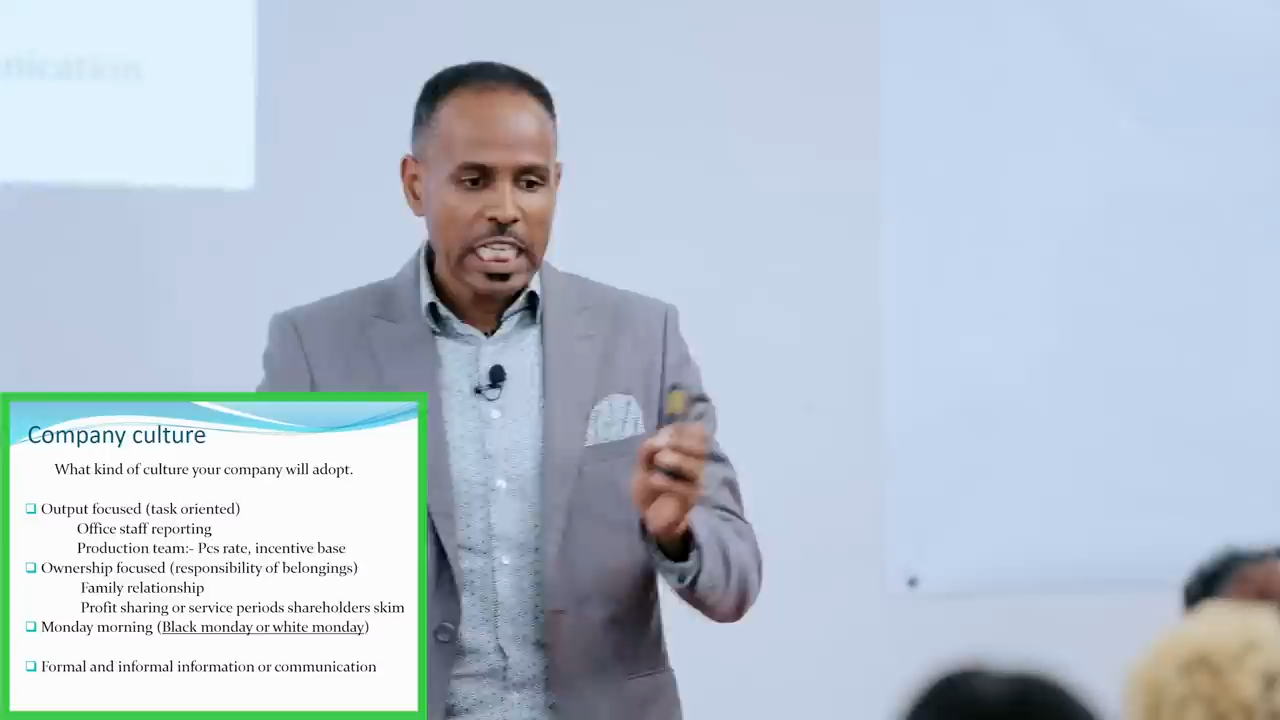 nication
Company culture
What kind of culture your company will adopt.
Output focused (task oriented)
Office staff reporting
Production team:- Pcs rate, incentive base
Ownership focused (responsibility of belongings)
Family relationship
Profit sharing or service periods shareholders skim
Monday morning (Black monday or white monday)
Formal and informal information or communication